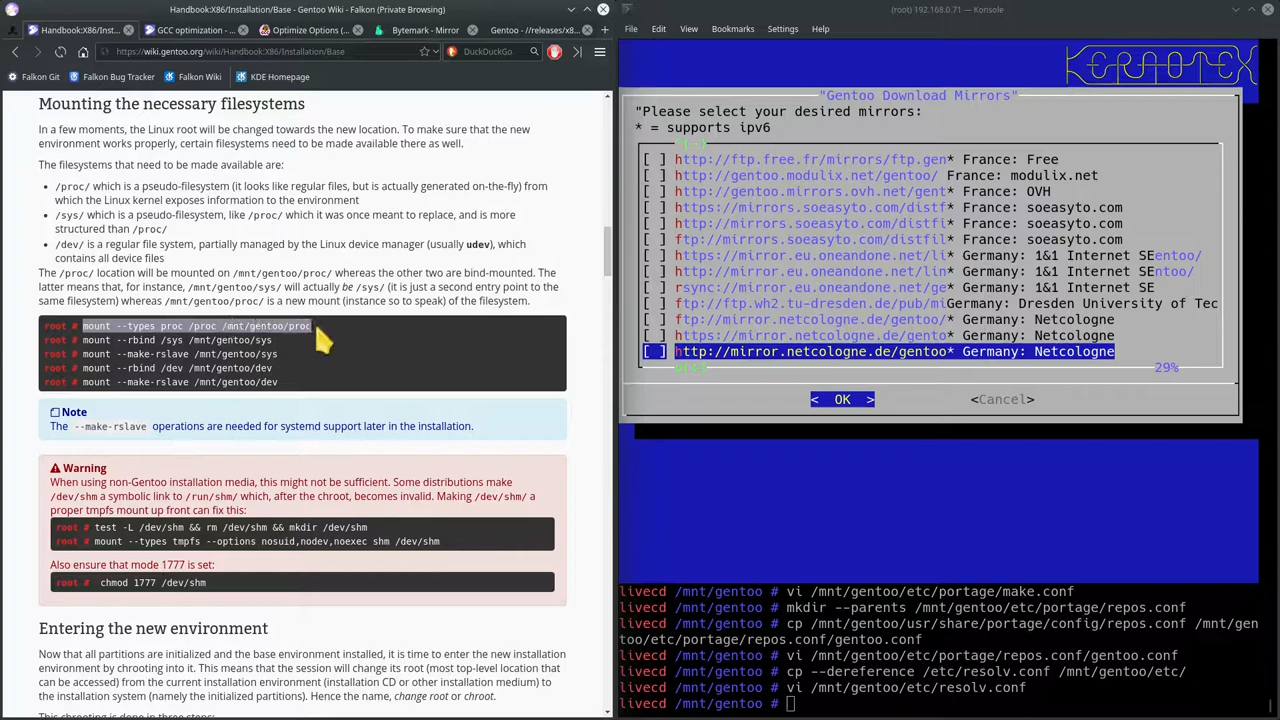 Handbook:X86/Installation/Base - Gentoo Wiki - Falkon (Private Browsing)
Handbook:X86/Inst...
GCC optimization - ...
Optimize Options (...
Bytemark - Mirror
Gentoo - //releases/x8...
https://wiki.gentoo.org/wiki/Handbook:X86/Installation/Base
DuckDuckGo
Falkon Git
Falkon Bug Tracker
Falkon Wiki
KDE Homepage
Mounting the necessary filesystems
In a few moments, the Linux root will be changed towards the new location. To make sure that the new
environment works properly, certain filesystems need to be made available there as well.
The filesystems that need to be made available are:
/proc/ which is a pseudo-filesystem (it looks like regular files, but is actually generated on-the-fly) from
which the Linux kernel exposes information to the environment
/sys/ which is a pseudo-filesystem, like /proc/ which it was once meant to replace, and is more
structured than /proc/
/dev/ is a regular file system, partially managed by the Linux device manager (usually udev), which
contains all device files
The /proc/ location will be mounted on /mnt/gentoo/proc/ whereas the other two are bind-mounted. The
latter means that, for instance, /mnt/gentoo/sys/ will actually be /sys/ (it is just a second entry point to the
same filesystem) whereas /mnt/gentoo/proc/ is a new mount (instance so to speak) of the filesystem.
root # mount --types proc /proc /mnt/gentoo/proc
root # mount --rbind /sys /mnt/gentoo/sys
root # mount --make-rslave /mnt/gentoo/sys
root # mount --rbind /dev /mnt/gentoo/dev
root # mount --make-rslave /mnt/gentoo/dev
Note
The --make-rslave operations are needed for systemd support later in the installation.
Warning
When using non-Gentoo installation media, this might not be sufficient. Some distributions make
/dev/shm a symbolic link to /run/shm/ which, after the chroot, becomes invalid. Making /dev/shm/ a
proper tmpfs mount up front can fix this:
root # test -L /dev/shm && rm /dev/shm && mkdir /dev/shm
root # mount --types tmpfs --options nosuid,nodev,noexec shm /dev/shm
Also ensure that mode 1777 is set:
root # chmod 1777 /dev/shm
Entering the new environment
Now that all partitions are initialized and the base environment installed, it is time to enter the new installation
environment by chrooting into it. This means that the session will change its root (most top-level location that
can be accessed) from the current installation environment (installation CD or other installation medium) to
the installation system (namely the initialized partitions). Hence the name, change root or chroot.
This chrooting is done in three steps:
(root) 192.168.0.71 — Konsole
File Edit View Bookmarks Settings Help
KERAOTEX
"Gentoo Download Mirrors"
"Please select your desired mirrors:
* = supports ipv6
^(-)
[ ] http://ftp.free.fr/mirrors/ftp.gen* France: Free
[ ] http://gentoo.modulix.net/gentoo/ France: modulix.net
[ ] http://gentoo.mirrors.ovh.net/gent* France: OVH
[ ] https://mirrors.soeasyto.com/distf* France: soeasyto.com
[ ] http://mirrors.soeasyto.com/distfi* France: soeasyto.com
[ ] ftp://mirrors.soeasyto.com/distfil* France: soeasyto.com
[ ] https://mirror.eu.oneandone.net/li* Germany: 1&1 Internet SEentoo/
[ ] http://mirror.eu.oneandone.net/lin* Germany: 1&1 Internet SEentoo/
[ ] rsync://mirror.eu.oneandone.net/ge* Germany: 1&1 Internet SE
[ ] ftp://ftp.wh2.tu-dresden.de/pub/miGermany: Dresden University of Tec
[ ] ftp://mirror.netcologne.de/gentoo/* Germany: Netcologne
[ ] https://mirror.netcologne.de/gento* Germany: Netcologne
[ ] http://mirror.netcologne.de/gentoo* Germany: Netcologne
29%
< OK > <Cancel>
livecd /mnt/gentoo # vi /mnt/gentoo/etc/portage/make.conf
livecd /mnt/gentoo # mkdir --parents /mnt/gentoo/etc/portage/repos.conf
livecd /mnt/gentoo # cp /mnt/gentoo/usr/share/portage/config/repos.conf /mnt/gen
too/etc/portage/repos.conf/gentoo.conf
livecd /mnt/gentoo # vi /mnt/gentoo/etc/portage/repos.conf/gentoo.conf
livecd /mnt/gentoo # cp --dereference /etc/resolv.conf /mnt/gentoo/etc/
livecd /mnt/gentoo # vi /mnt/gentoo/etc/resolv.conf
livecd /mnt/gentoo #